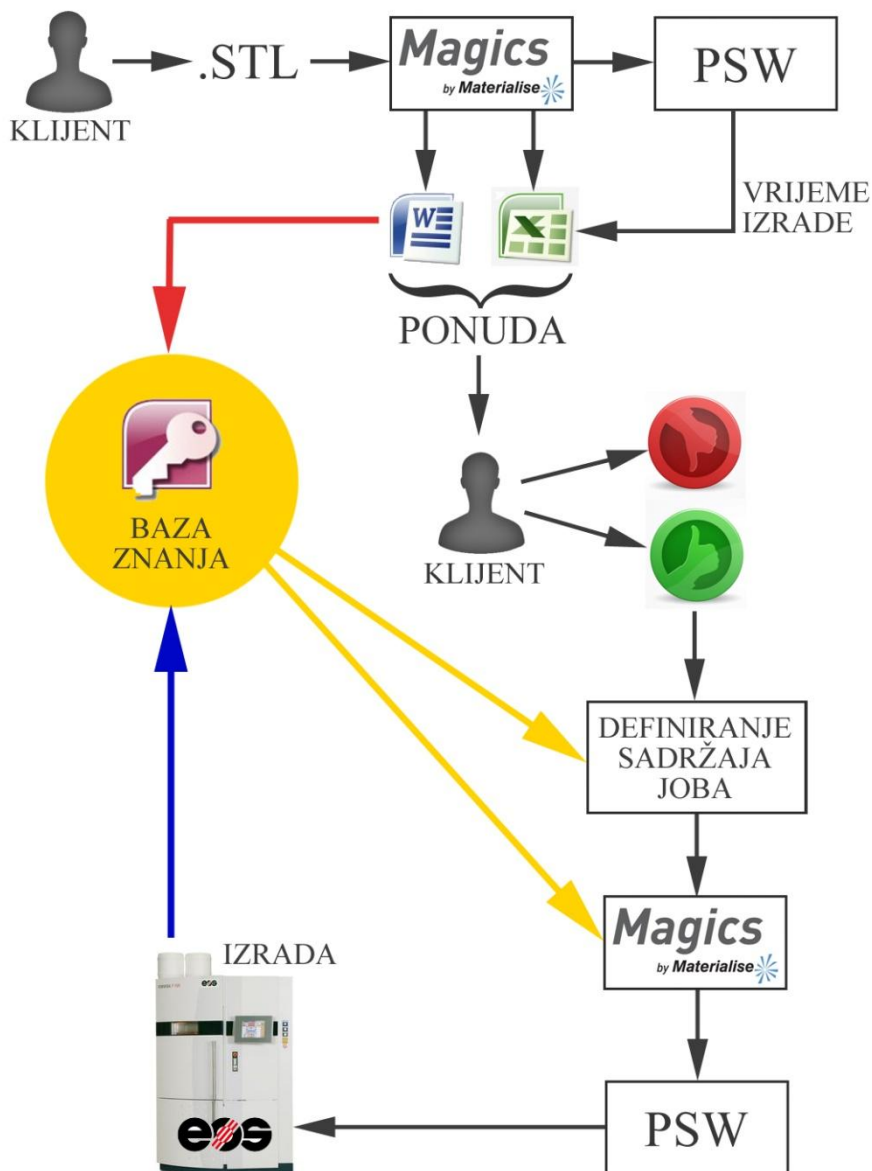 KLIJENT
.STL
Magics
by Materialise
PSW
VRIJEME
IZRADE
W
X
PONUDA
BAZA
ZNANJA
KLIJENT
DEFINIRANJE
SADRŽAJA
JOBA
Magics
by Materialise
IZRADA
eos
eos
PSW